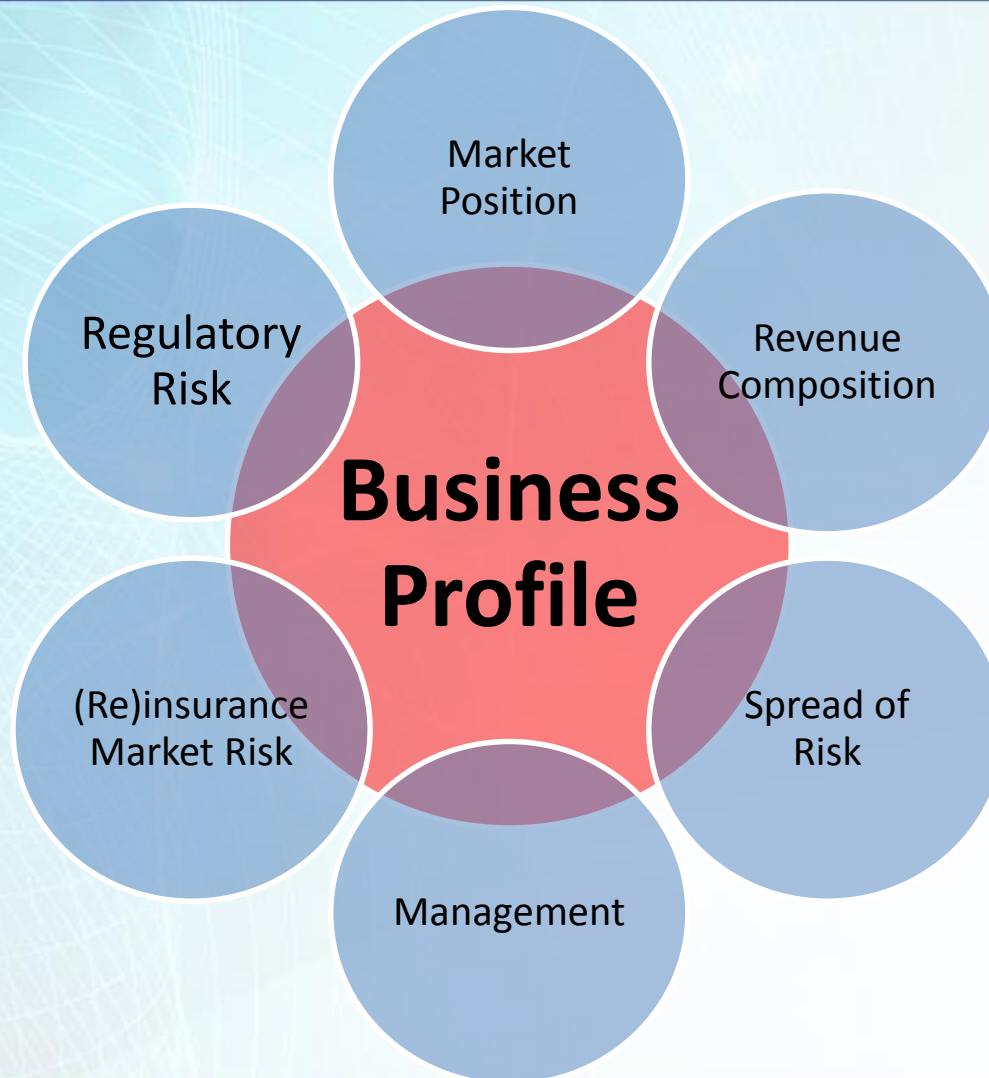 Market
Position
Revenue
Composition
Spread of
Risk
Management
(Re)insurance
Market Risk
Regulatory
Risk
Business
Profile